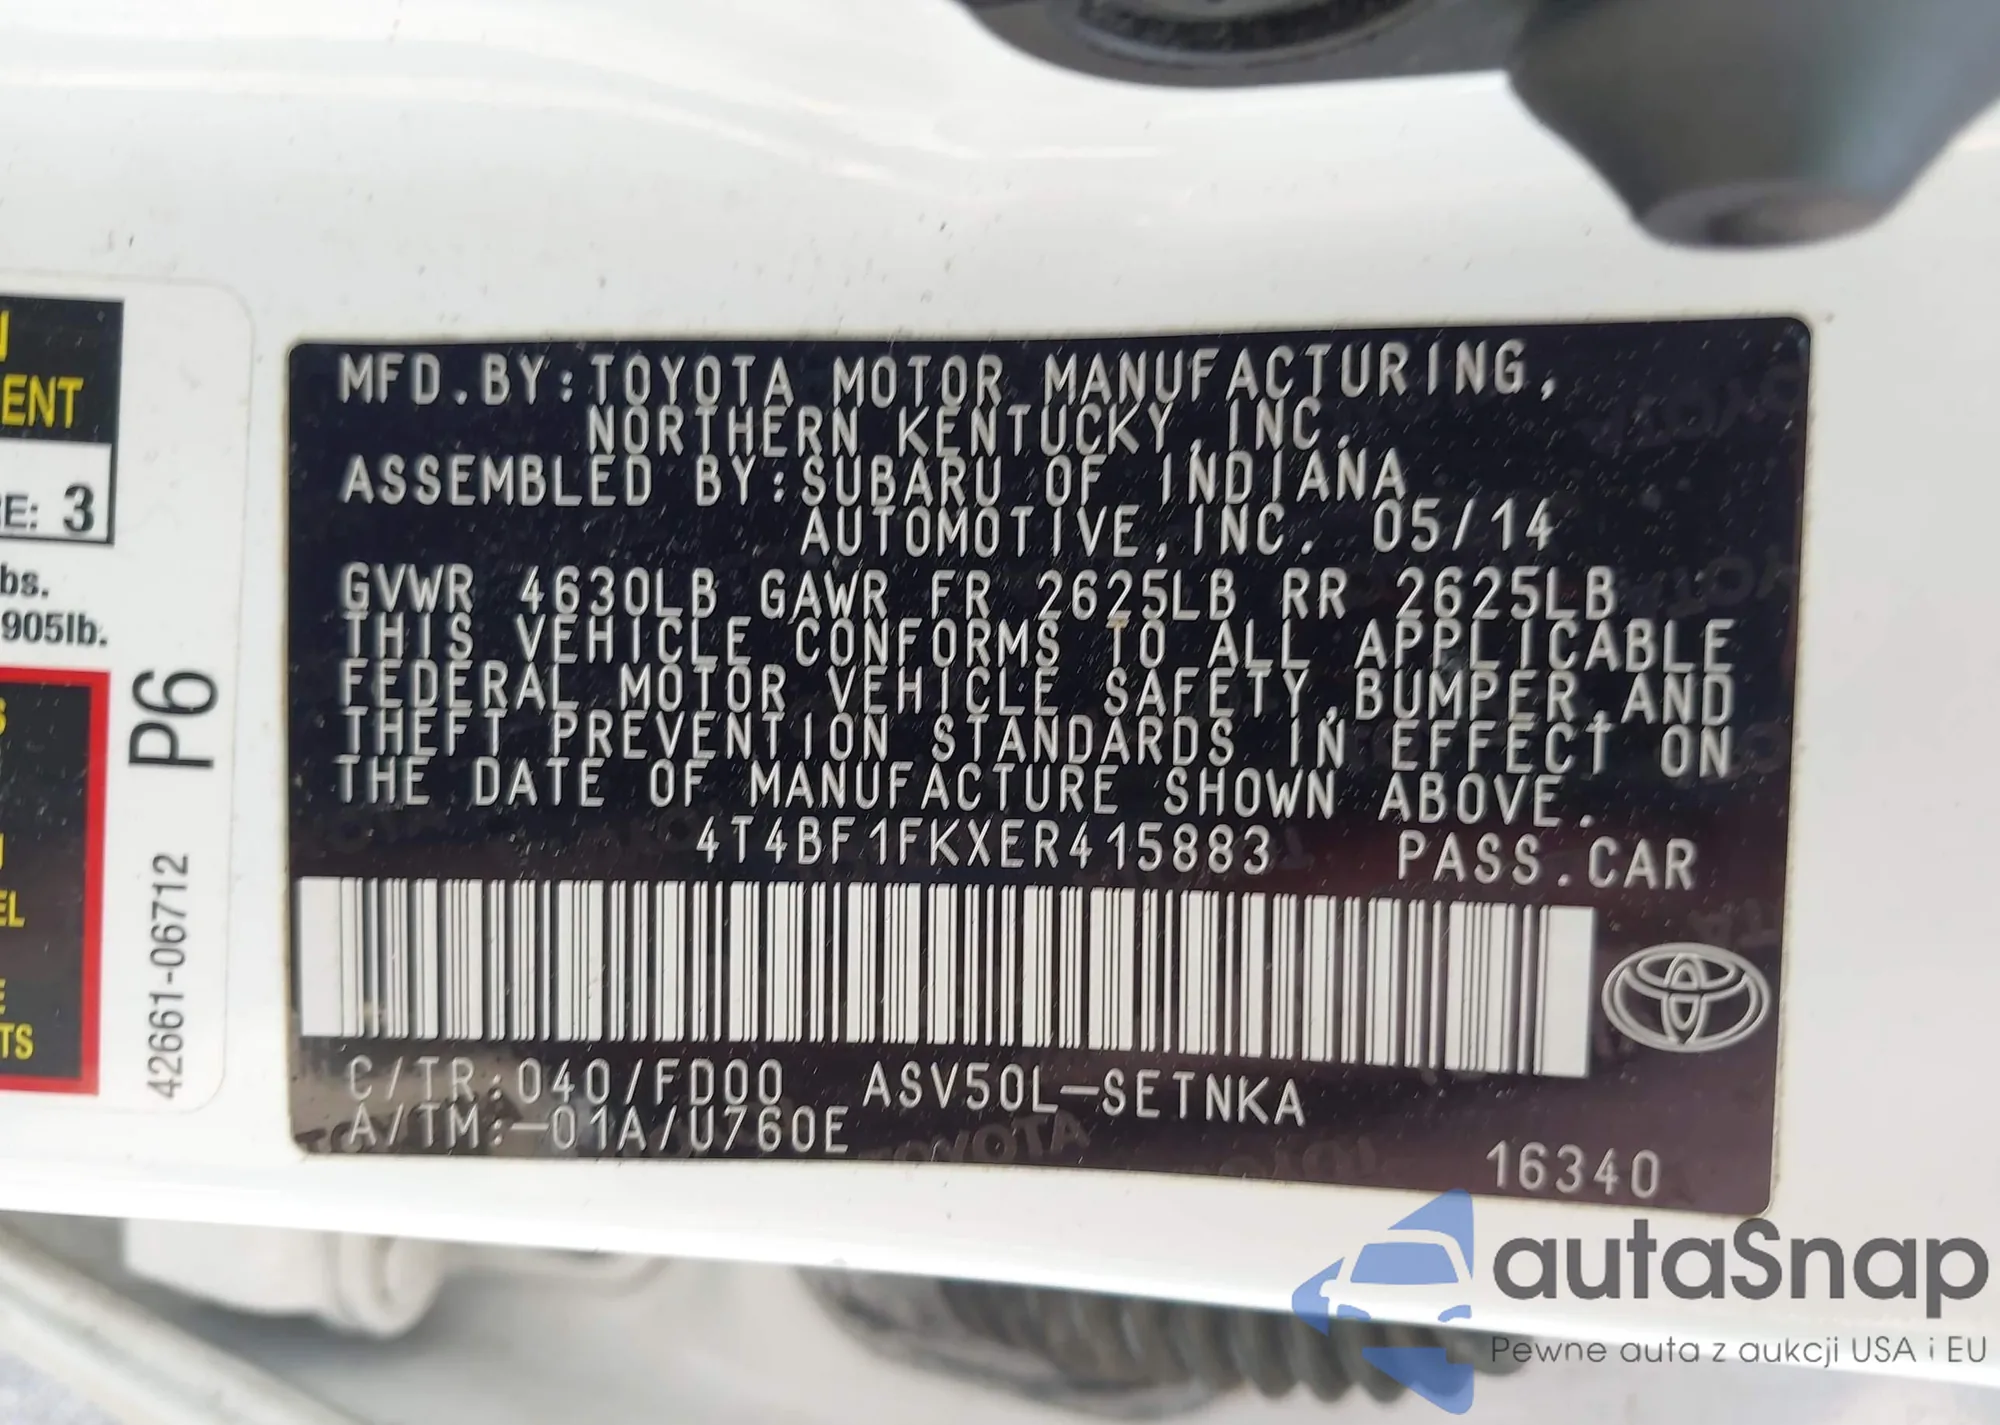 MFD.BY:TOYOTA MOTOR MANUFACTURING,
NORTHERN KENTUCKY,INC.
ASSEMBLED BY:SUBARU OF INDIANA
AUTOMOTIVE,INC. 05/14
GVWR 4630LB GAWR FR 2625LB RR 2625LB
THIS VEHICLE CONFORMS TO ALL APPLICABLE
FEDERAL MOTOR VEHICLE SAFETY,BUMPER,AND
THEFT PREVENTION STANDARDS IN EFFECT ON
THE DATE OF MANUFACTURE SHOWN ABOVE.
4T4BF1FKXER415883 PASS.CAR
C/TR:040/FD00 ASV50L-SETNKA
A/TM:-01A/U760E
16340
ENT
E: 3
bs.
905lb.
EL
TS
P6
42661-06712
autaSnap
Pewne auta z aukcji USA i EU